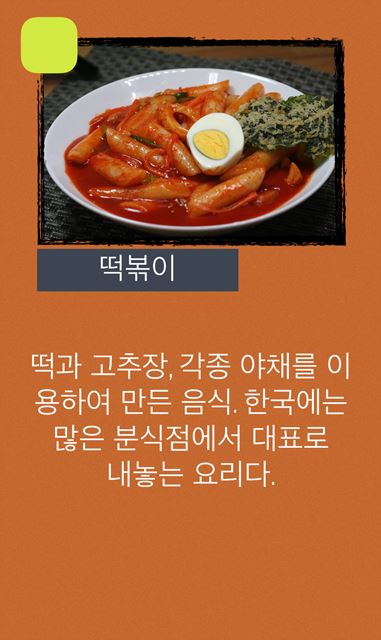 떡볶이
떡과 고추장, 각종 야채를 이
용하여 만든 음식. 한국에는
많은 분식점에서 대표로
내놓는 요리다.